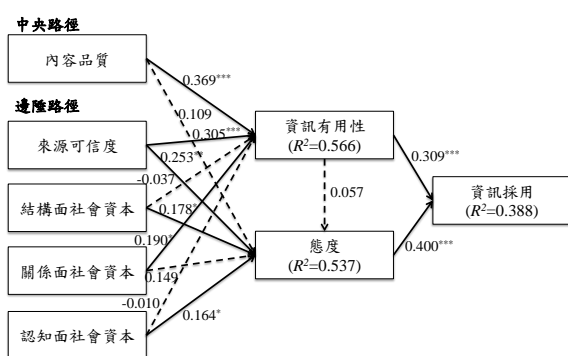 中央路徑
內容品質
0.369***
0.109
邊陲路徑
0.305***
來源可信度
資訊有用性
(R²=0.566)
0.253**
0.309***
-0.037
結構面社會資本
0.178*
0.057
資訊採用
(R²=0.388)
0.190*
關係面社會資本
0.149
態度
(R²=0.537)
0.400***
-0.010
0.164*
認知面社會資本